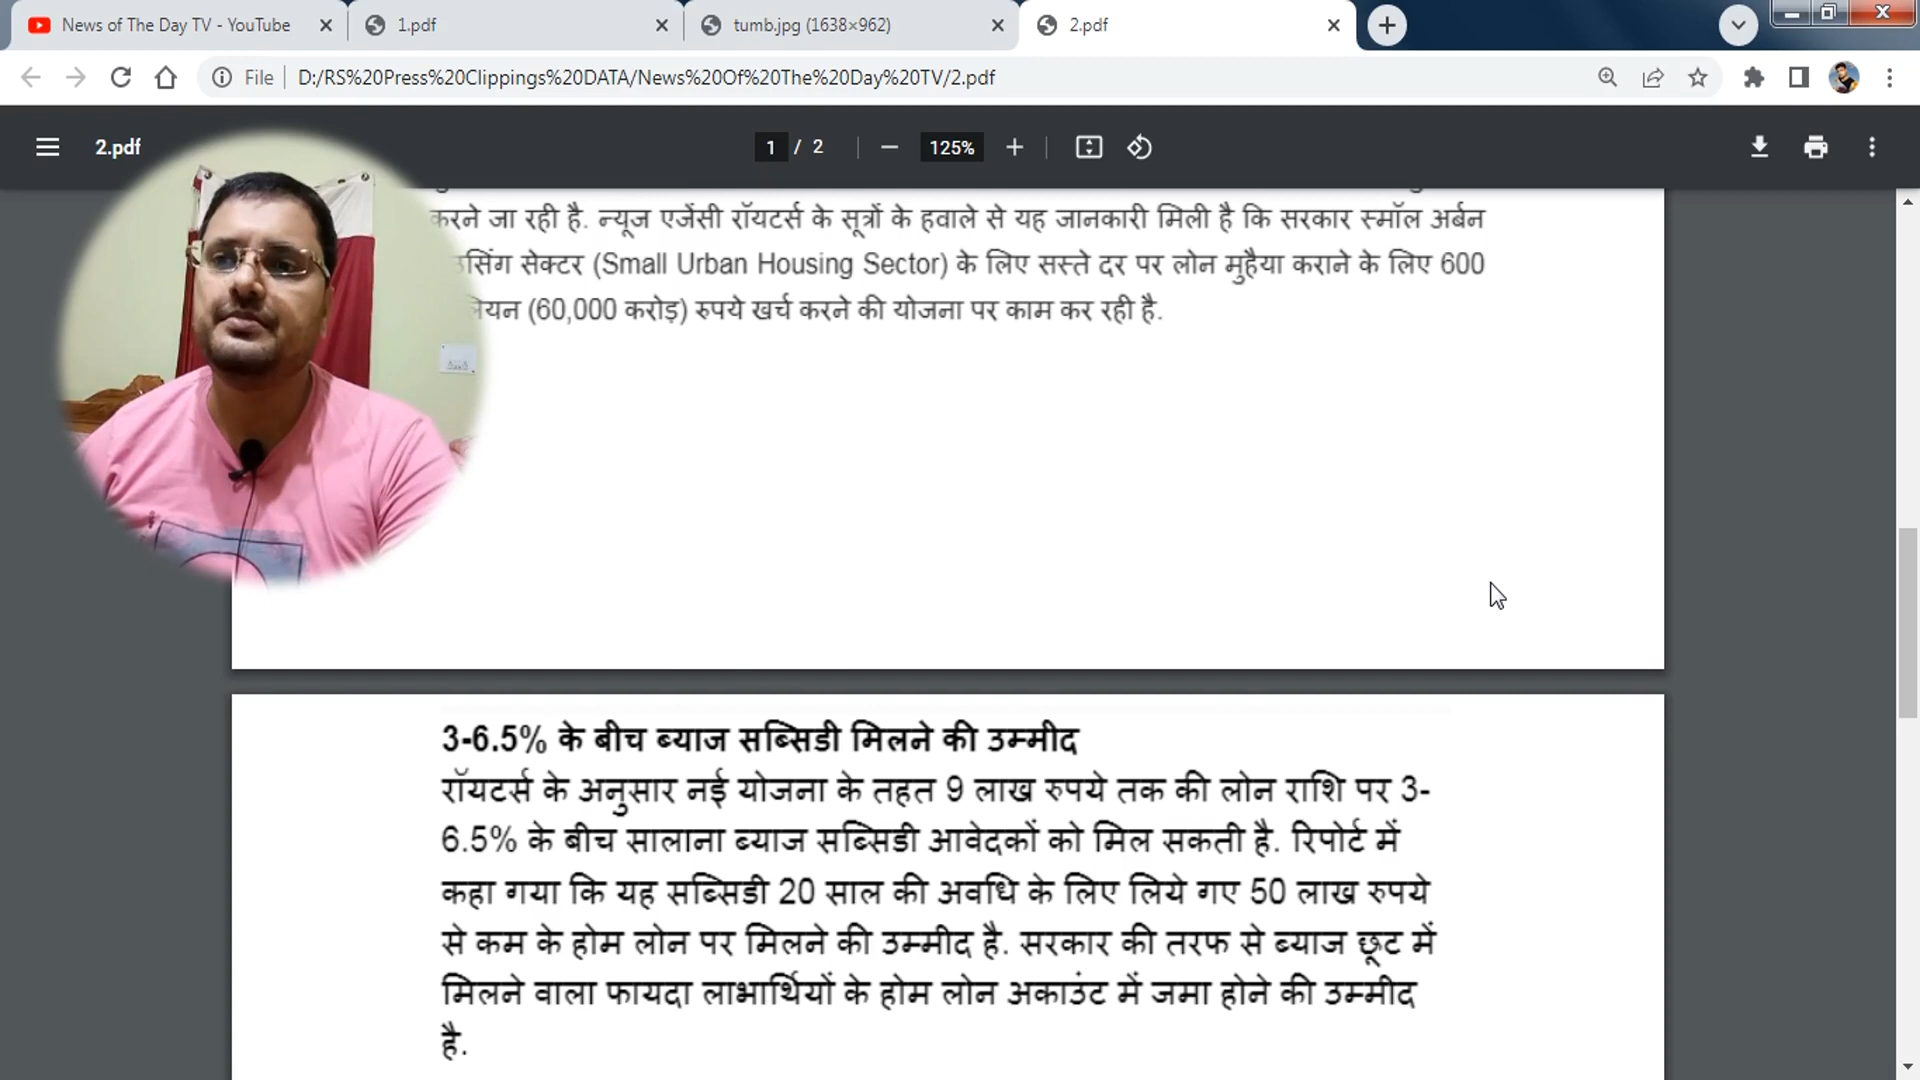 News of The Day TV - YouTube
1.pdf
tumb.jpg (1638×962)
2.pdf
File
D:/RS%20Press%20Clippings%20DATA/News%20Of%20The%20Day%20TV/2.pdf
2.pdf
1 / 2
125%
करने जा रही है. न्यूज एजेंसी रॉयटर्स के सूत्रों के हवाले से यह जानकारी मिली है कि सरकार स्मॉल अर्बन
सेक्टर (Small Urban Housing Sector) के लिए सस्ते दर पर लोन मुहैया कराने के लिए 600
(60,000 करोड़) रुपये खर्च करने की योजना पर काम कर रही है.
3-6.5% के बीच ब्याज सब्सिडी मिलने की उम्मीद
रॉयटर्स के अनुसार नई योजना के तहत 9 लाख रुपये तक की लोन राशि पर 3-
6.5% के बीच सालाना ब्याज सब्सिडी आवेदकों को मिल सकती है. रिपोर्ट में
कहा गया कि यह सब्सिडी 20 साल की अवधि के लिए लिये गए 50 लाख रुपये
से कम के होम लोन पर मिलने की उम्मीद है. सरकार की तरफ से ब्याज छूट में
मिलने वाला फायदा लाभार्थियों के होम लोन अकाउंट में जमा होने की उम्मीद
है.